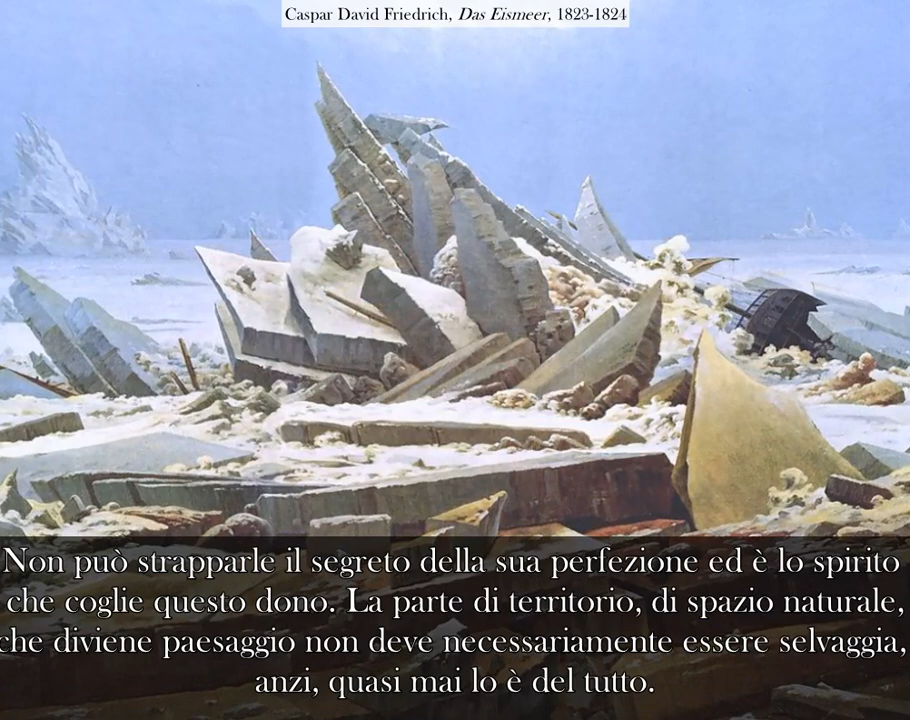 Caspar David Friedrich, Das Eismeer, 1823-1824
Non può strapparle il segreto della sua perfezione ed è lo spirito
che coglie questo dono. La parte di territorio, di spazio naturale,
che diviene paesaggio non deve necessariamente essere selvaggia,
anzi, quasi mai lo è del tutto.